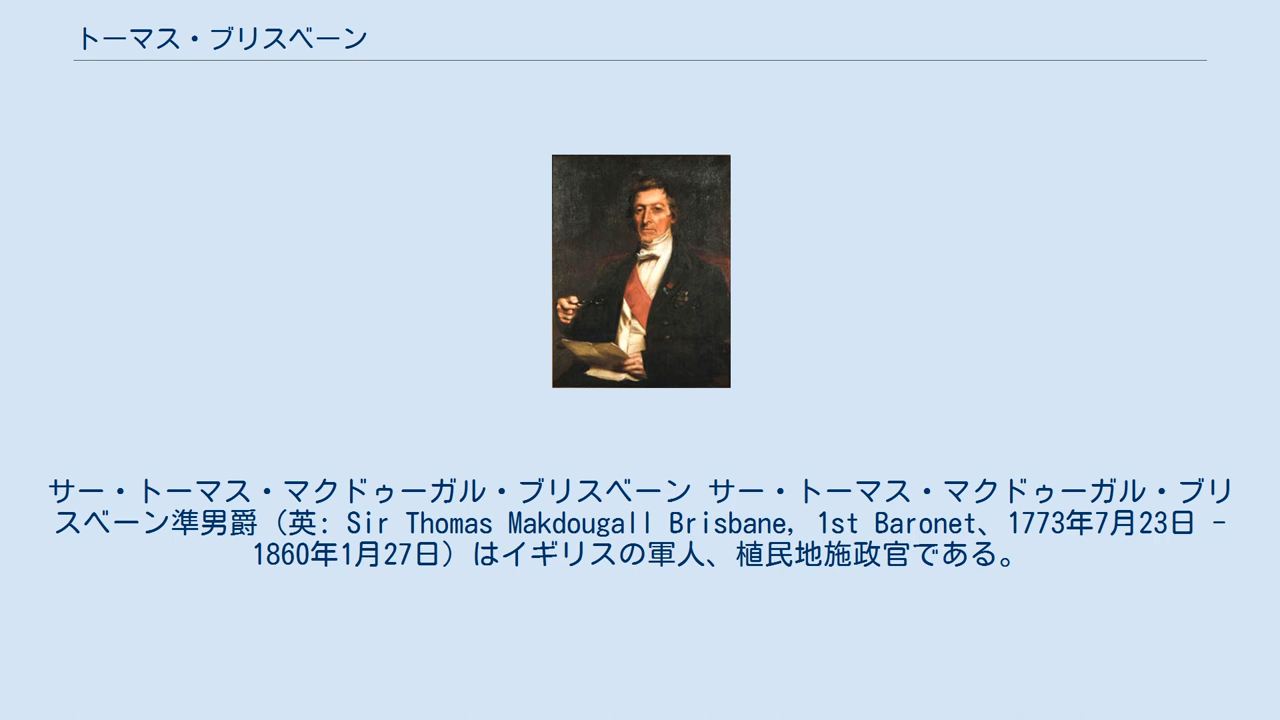 トーマス・ブリスベーン
サー・トーマス・マクドゥーガル・ブリスベーン サー・トーマス・マクドゥーガル・ブリ
スベーン準男爵（英: Sir Thomas Makdougall Brisbane, 1st Baronet、1773年7月23日 -
1860年1月27日）はイギリスの軍人、植民地施政官である。